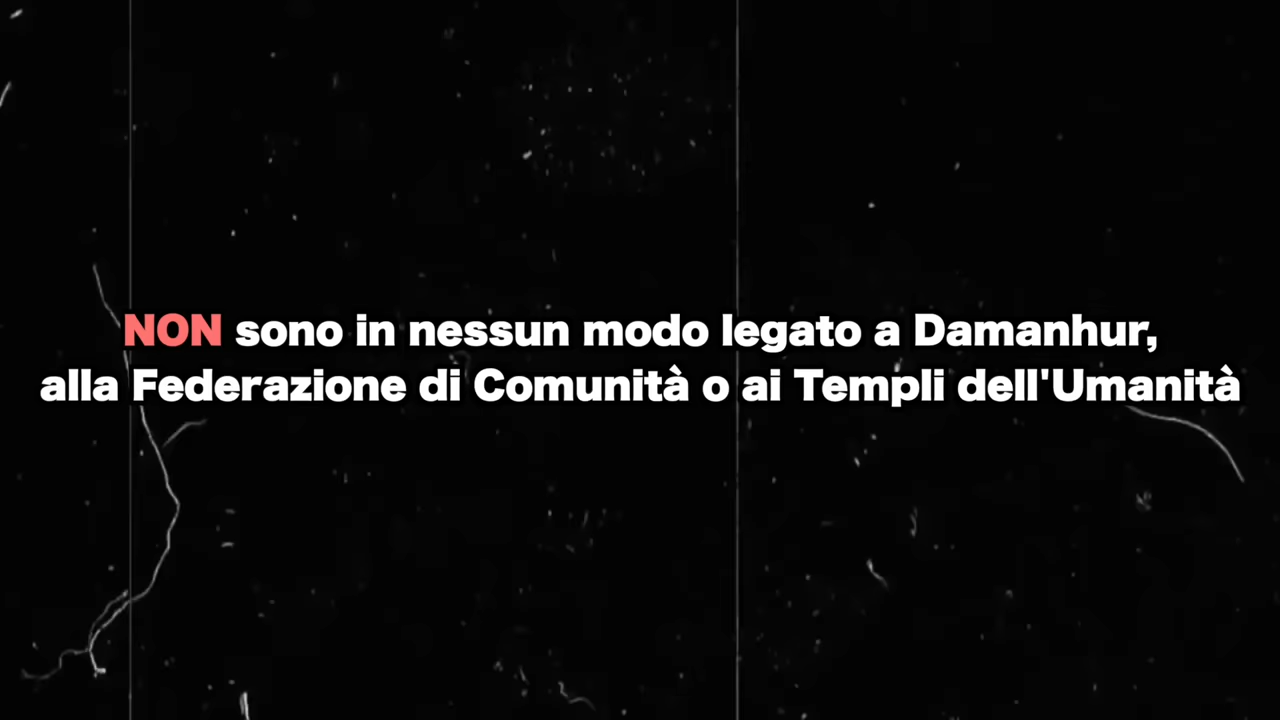 NON sono in nessun modo legato a Damanhur,
alla Federazione di Comunità o ai Templi dell'Umanità